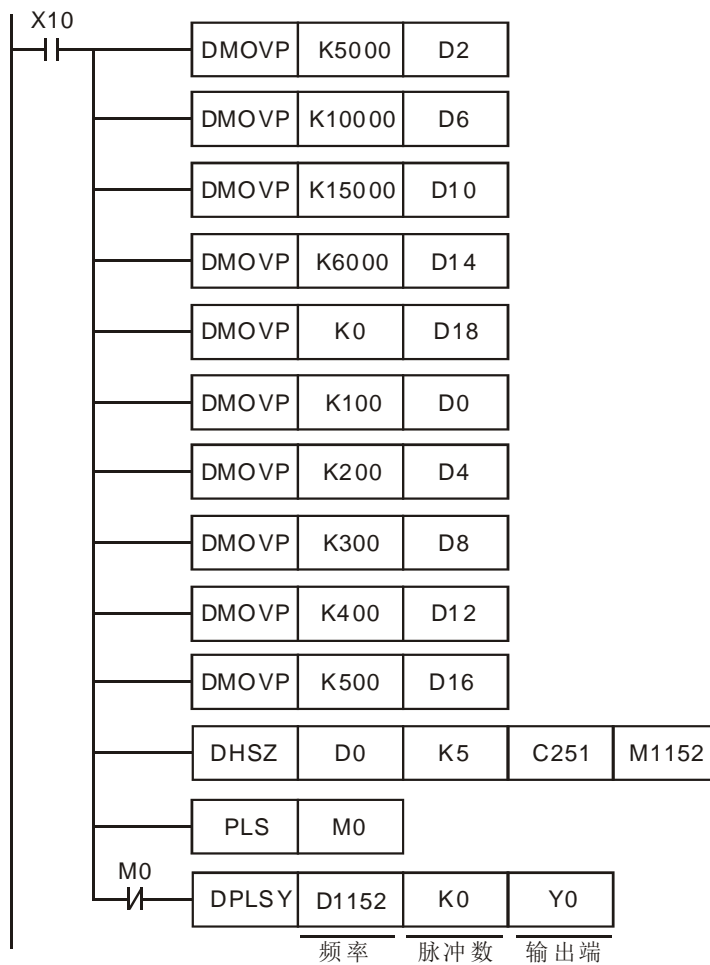 X10
DMOVP K5000 D2
DMOVP K10000 D6
DMOVP K15000 D10
DMOVP K6000 D14
DMOVP K0 D18
DMOVP K100 D0
DMOVP K200 D4
DMOVP K300 D8
DMOVP K400 D12
DMOVP K500 D16
DHSZ D0 K5 C251 M1152
PLS M0
M0
DPLSY D1152 K0 Y0
频率 脉冲数 输出端